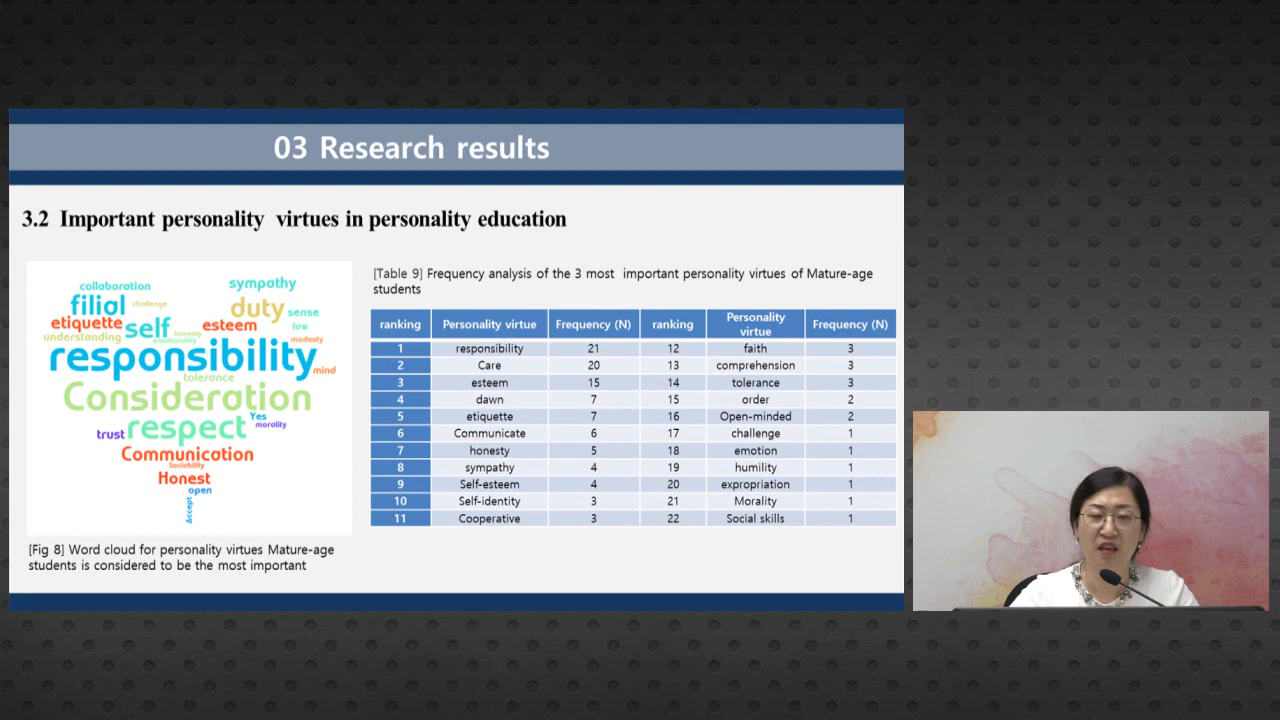 03 Research results
3.2 Important personality virtues in personality education
collaboration
sympathy
filial
challenge
duty
sense
etiquette
self
esteem
low
understanding
honesty
emotionality
modesty
responsibility
mind
tolerance
Consideration
Yes
trust
respect
morality
Communication
Sociability
Honest
open
Accept
[Fig 8] Word cloud for personality virtues Mature-age
students is considered to be the most important
[Table 9] Frequency analysis of the 3 most important personality virtues of Mature-age
students
ranking Personality virtue Frequency (N) ranking Personality virtue Frequency (N)
1 responsibility 21 12 faith 3
2 Care 20 13 comprehension 3
3 esteem 15 14 tolerance 3
4 dawn 7 15 order 2
5 etiquette 7 16 Open-minded 2
6 Communicate 6 17 challenge 1
7 honesty 5 18 emotion 1
8 sympathy 4 19 humility 1
9 Self-esteem 4 20 expropriation 1
10 Self-identity 3 21 Morality 1
11 Cooperative 3 22 Social skills 1